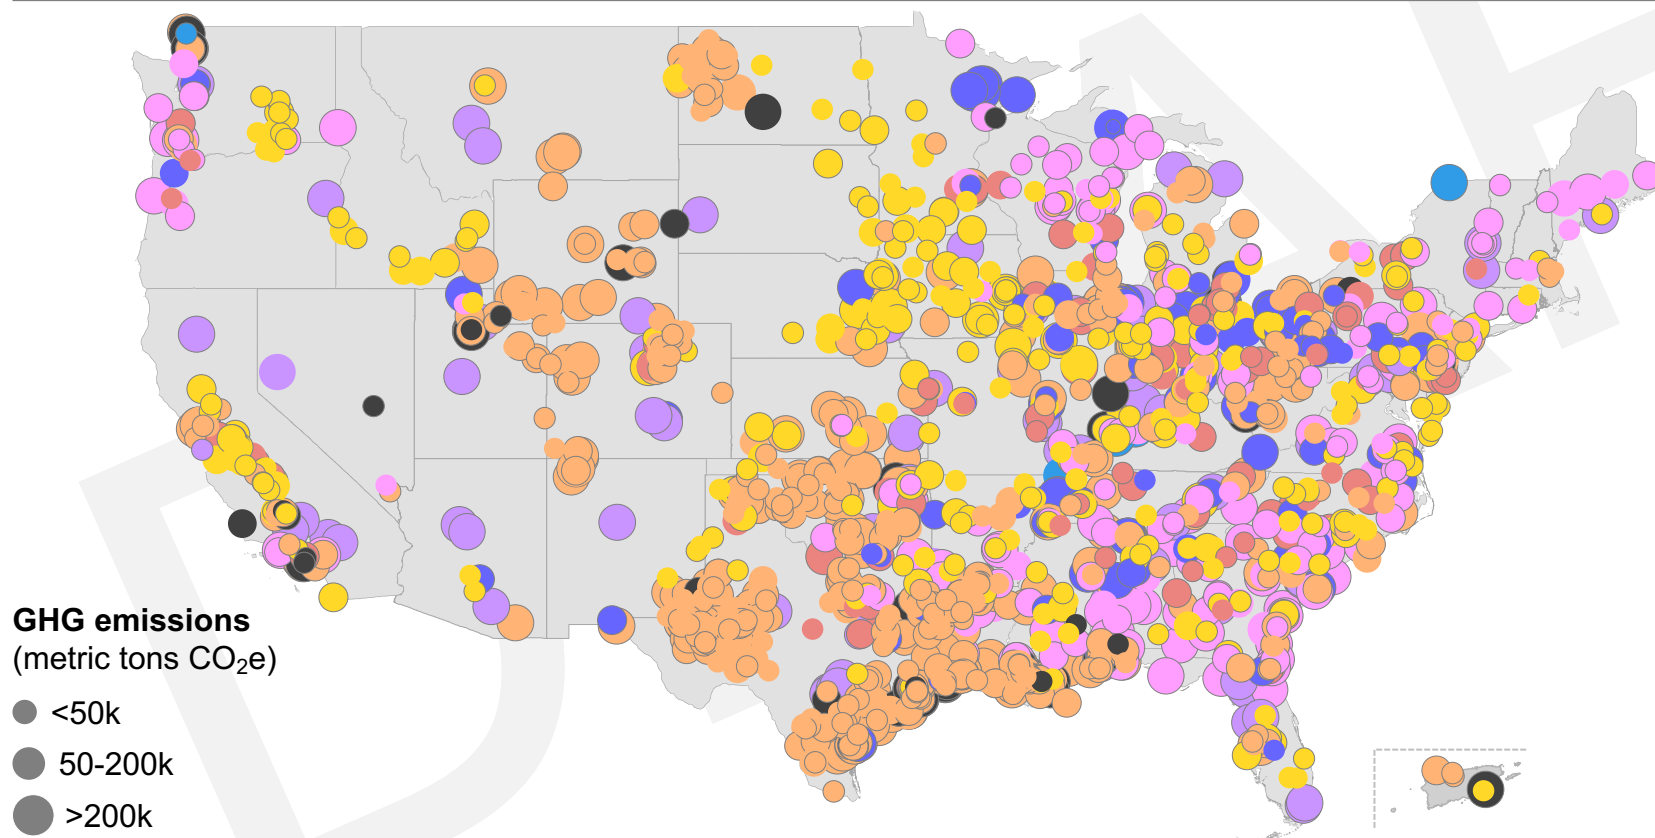 GHG emissions
(metric tons CO₂e)
<50k
50-200k
>200k